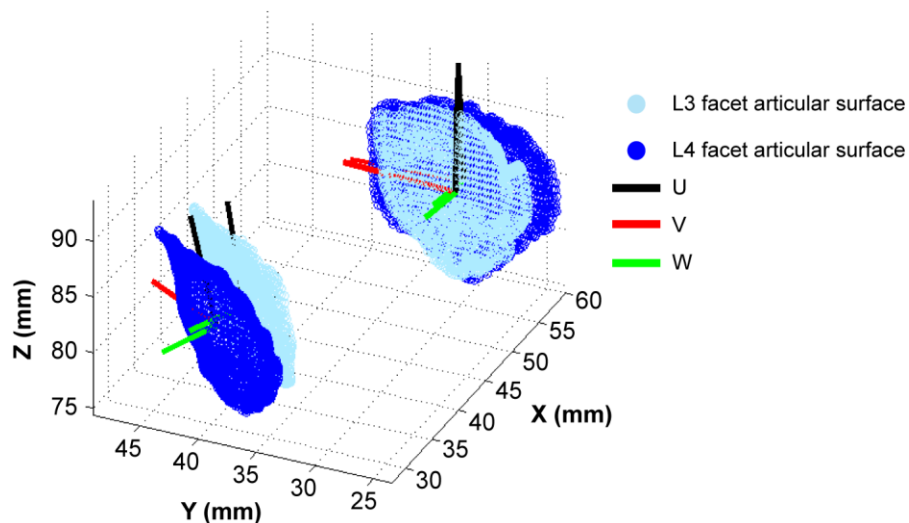 L3 facet articular surface
L4 facet articular surface
U
V
W
90
85
80
75
Z (mm)
45
40
35
30
25
Y (mm)
60
55
50
45
40
35
30
X (mm)